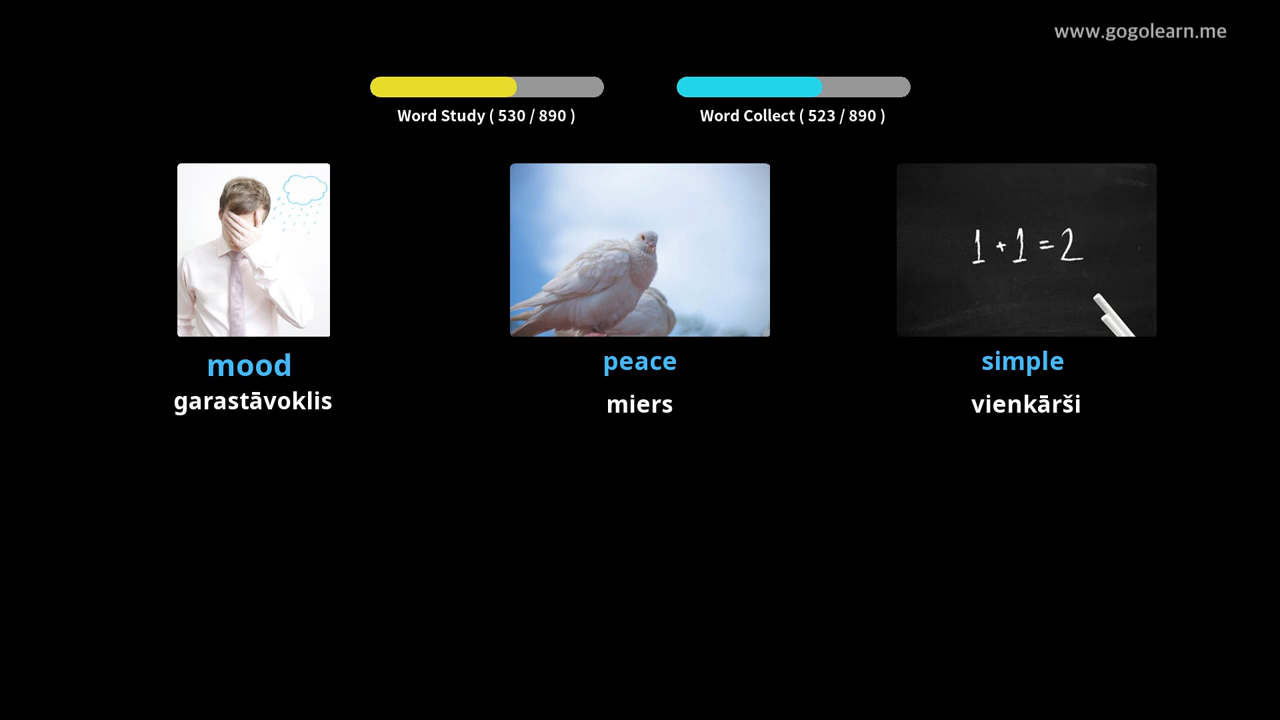 www.gogolearn.me
Word Study ( 530 / 890 )
Word Collect ( 523 / 890 )
1 + 1 = 2
mood
garastāvoklis
peace
miers
simple
vienkārši